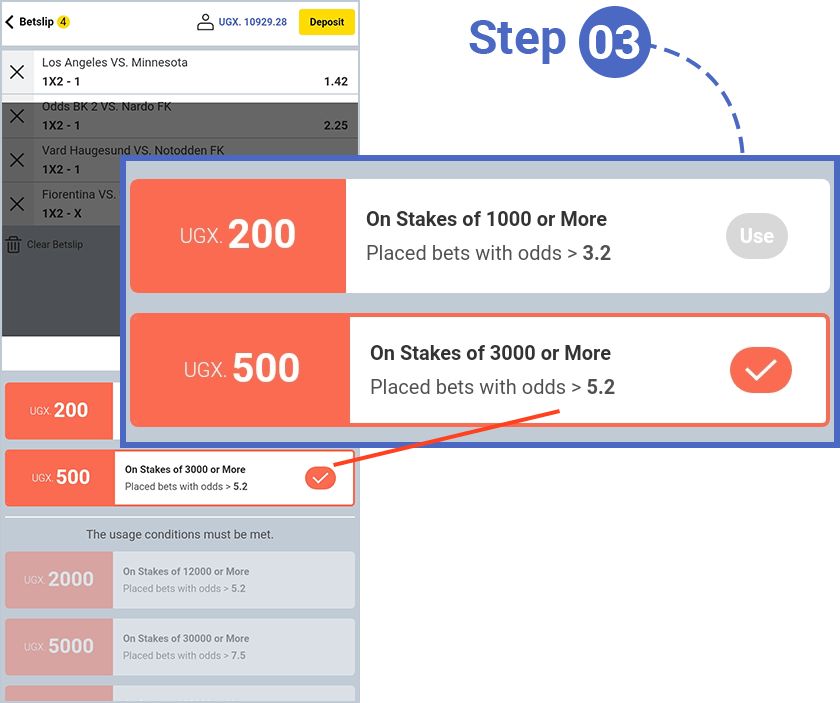 Betslip 4
UGX. 10929.28
Deposit
Step 03
Los Angeles VS. Minnesota
1X2 - 1
1.42
Odds BK 2 VS. Nardo FK
1X2 - 1
2.25
Vard Haugesund VS. Notodden FK
1X2 - 1
Fiorentina VS.
1X2 - X
Clear Betslip
UGX. 200
On Stakes of 1000 or More
Placed bets with odds > 3.2
Use
UGX. 500
On Stakes of 3000 or More
Placed bets with odds > 5.2
UGX. 200
UGX. 500
On Stakes of 3000 or More
Placed bets with odds > 5.2
The usage conditions must be met.
UGX. 2000
On Stakes of 12000 or More
Placed bets with odds > 5.2
UGX. 5000
On Stakes of 30000 or More
Placed bets with odds > 7.5